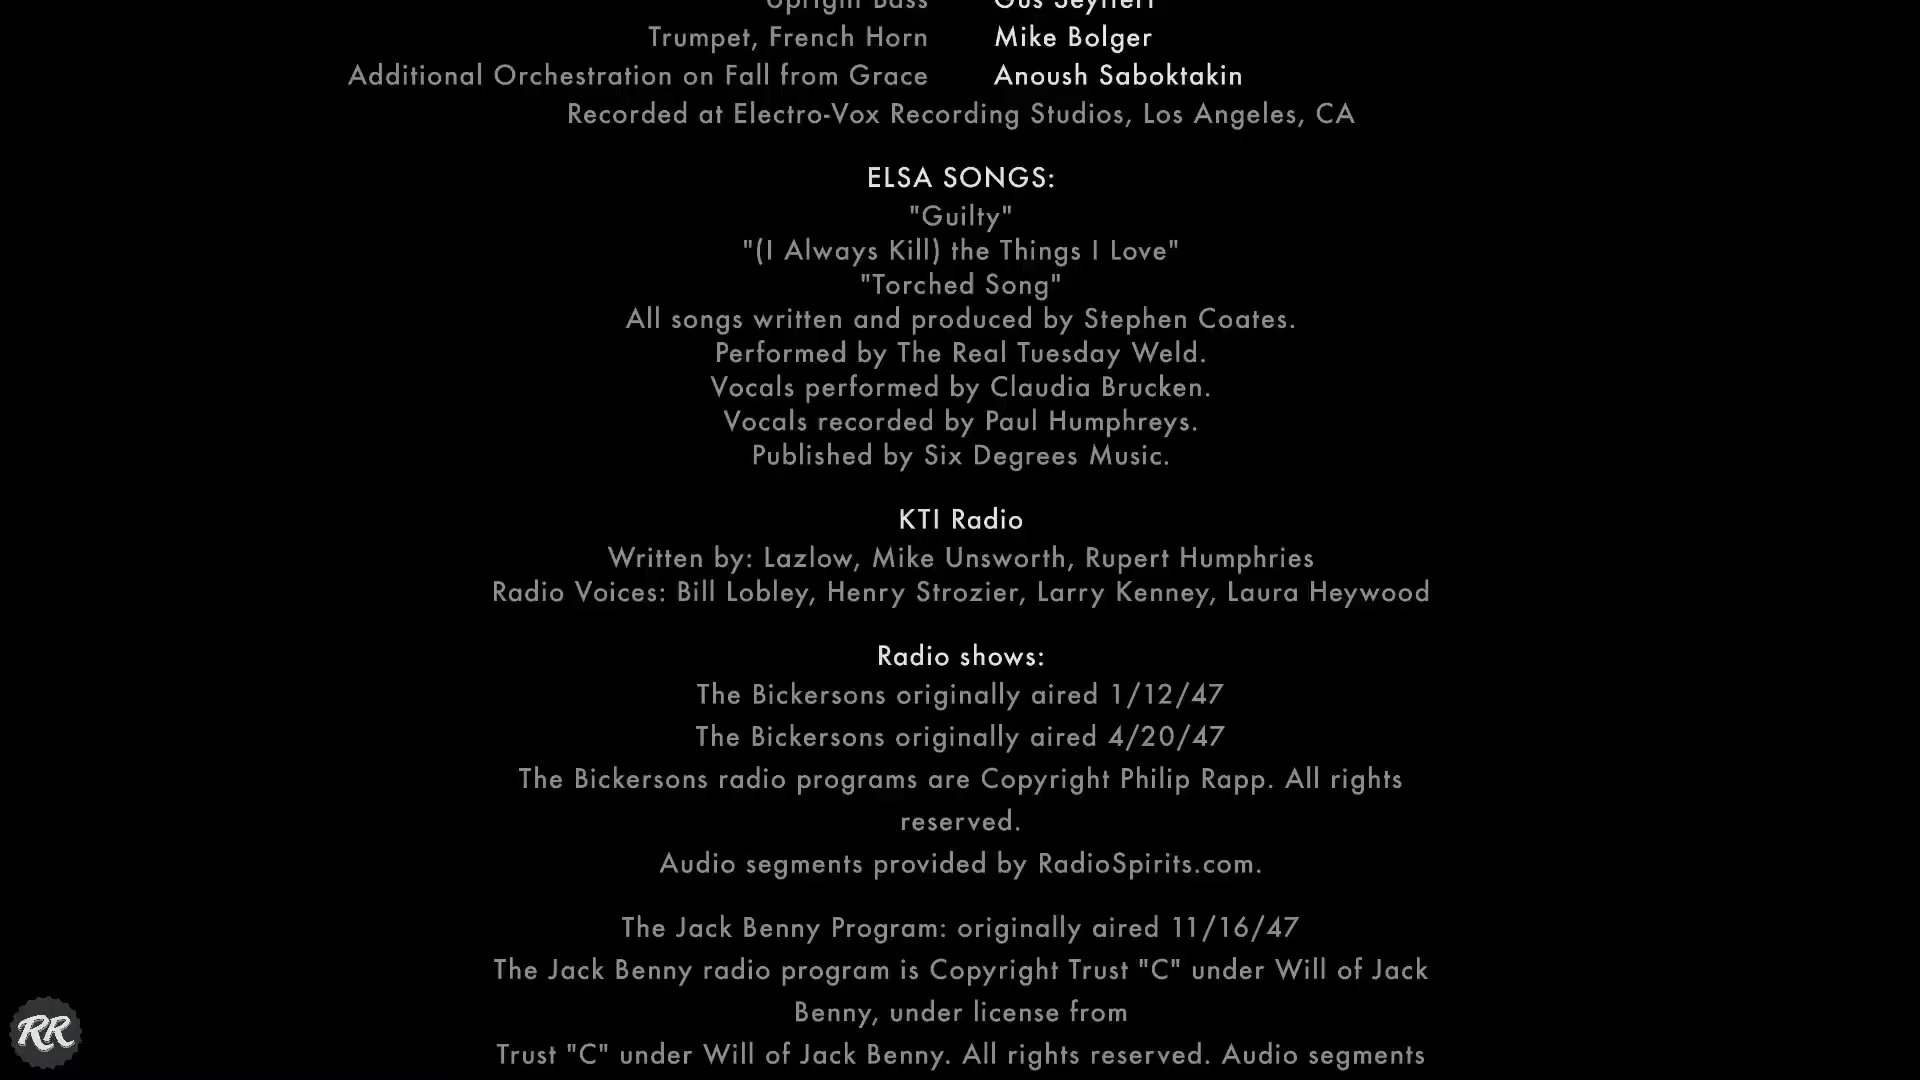 Upright Bass Gus Seyffert
Trumpet, French Horn Mike Bolger
Additional Orchestration on Fall from Grace Anoush Saboktakin
Recorded at Electro-Vox Recording Studios, Los Angeles, CA
ELSA SONGS:
"Guilty"
"(I Always Kill) the Things I Love"
"Torched Song"
All songs written and produced by Stephen Coates.
Performed by The Real Tuesday Weld.
Vocals performed by Claudia Brucken.
Vocals recorded by Paul Humphreys.
Published by Six Degrees Music.
KTI Radio
Written by: Lazlow, Mike Unsworth, Rupert Humphries
Radio Voices: Bill Lobley, Henry Strozier, Larry Kenney, Laura Heywood
Radio shows:
The Bickersons originally aired 1/12/47
The Bickersons originally aired 4/20/47
The Bickersons radio programs are Copyright Philip Rapp. All rights
reserved.
Audio segments provided by RadioSpirits.com.
The Jack Benny Program: originally aired 11/16/47
The Jack Benny radio program is Copyright Trust "C" under Will of Jack
Benny, under license from
Trust "C" under Will of Jack Benny. All rights reserved. Audio segments
RR